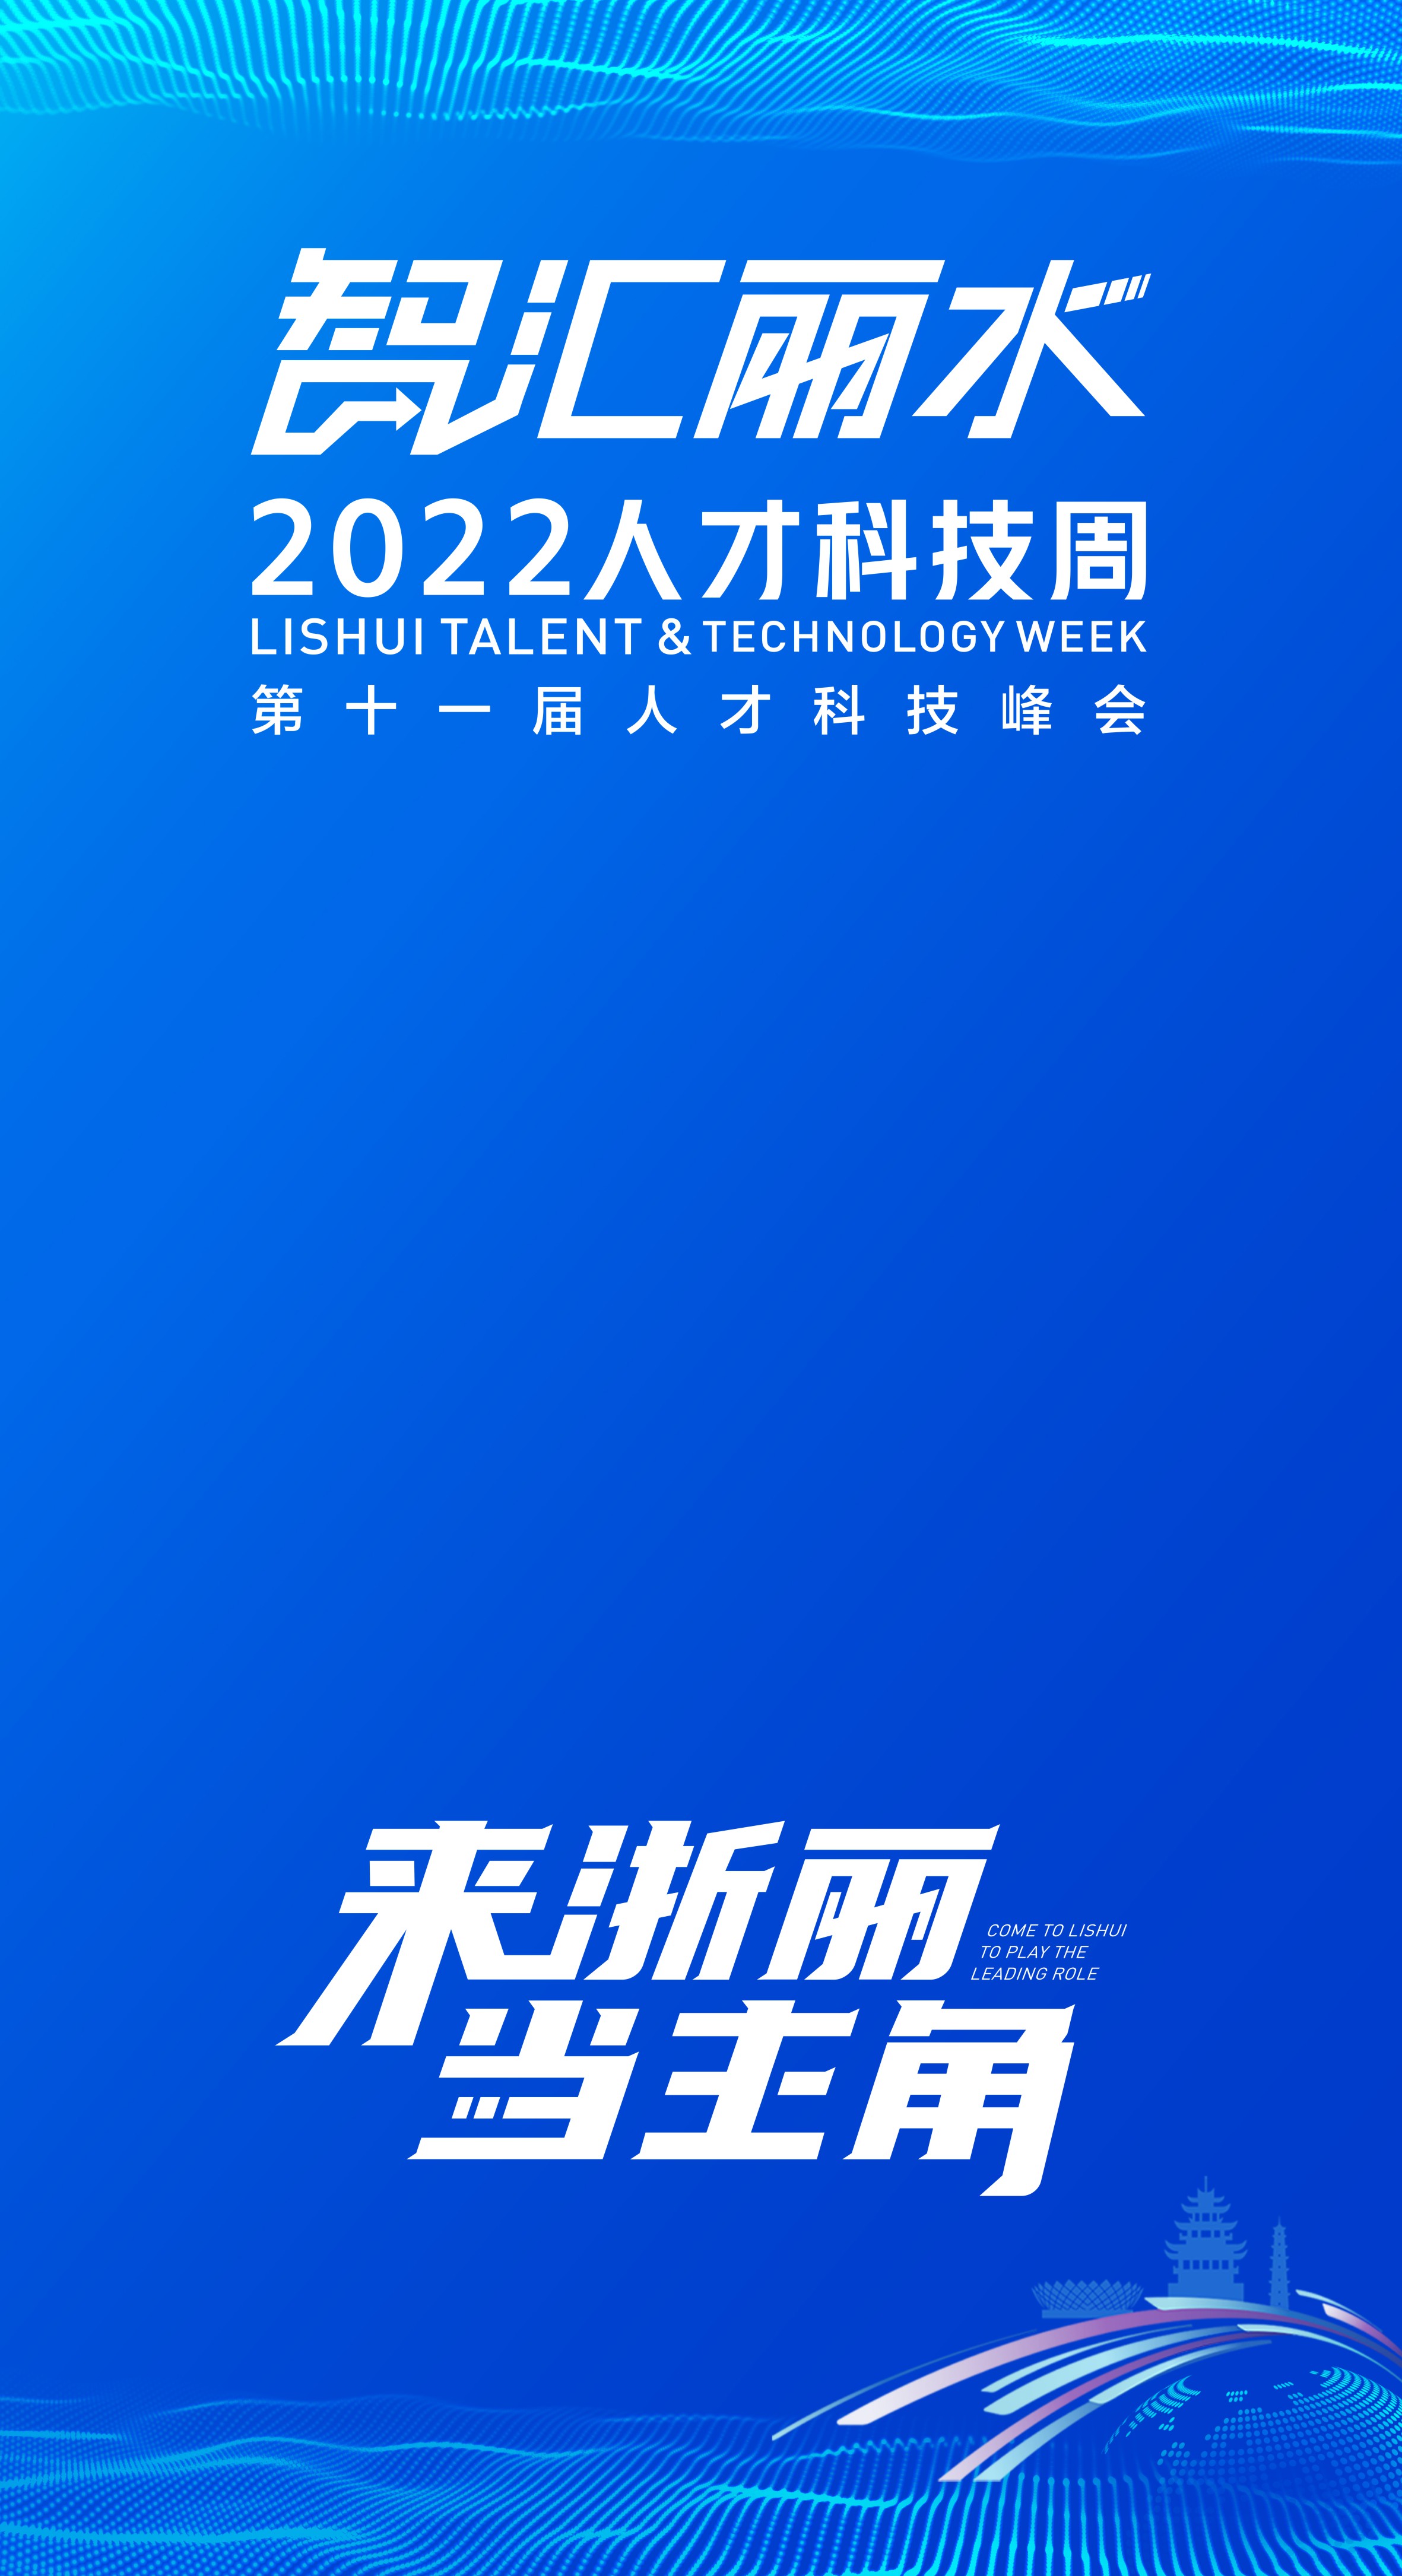 智汇丽水
2022人才科技周
LISHUI TALENT & TECHNOLOGY WEEK
第十一届人才科技峰会
来浙丽
COME TO LISHUI
TO PLAY THE
LEADING ROLE
当主角